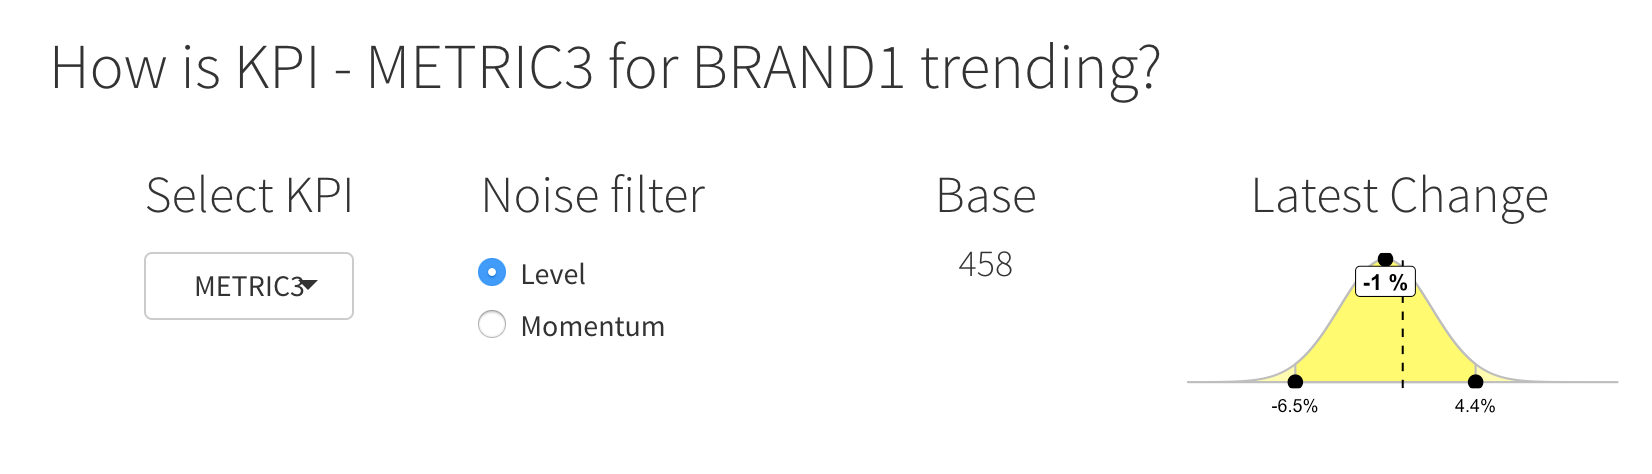 How is KPI - METRIC3 for BRAND1 trending?
Select KPI
METRIC3
Noise filter
Level
Momentum
Base
458
Latest Change
-1 %
-6.5%
4.4%